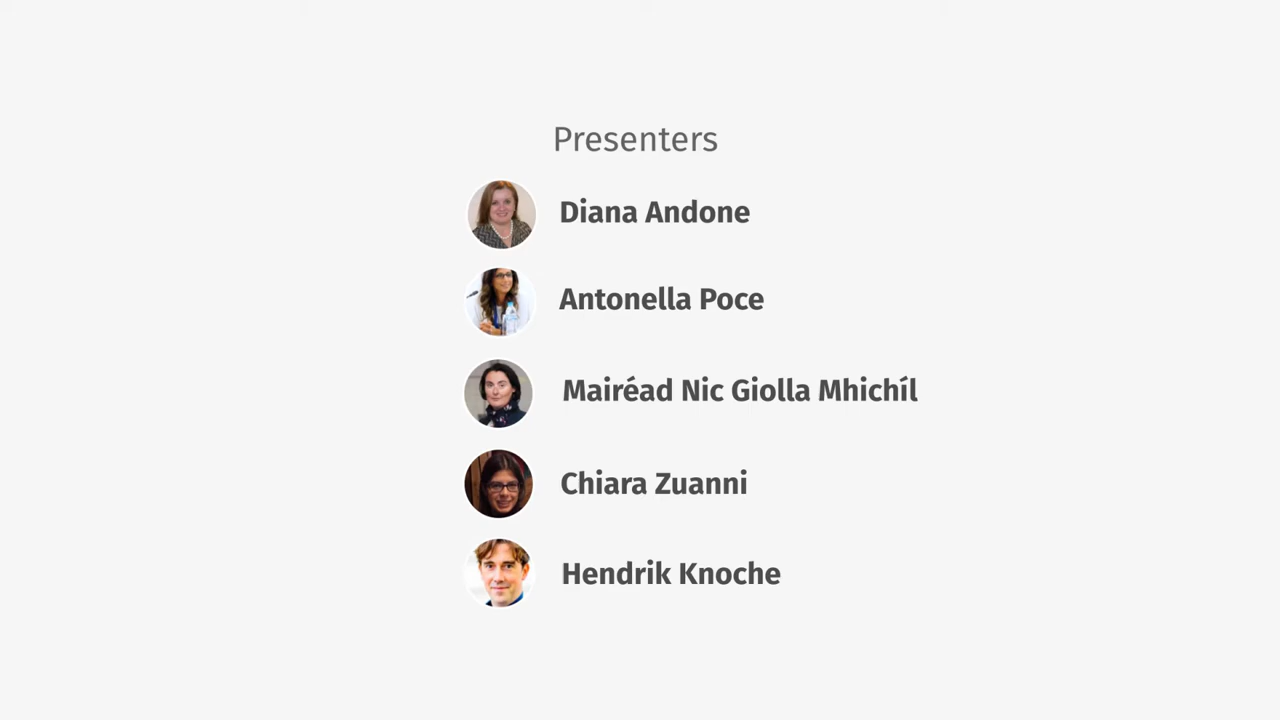 Presenters
Diana Andone
Antonella Poce
Mairéad Nic Giolla Mhichíl
Chiara Zuanni
Hendrik Knoche